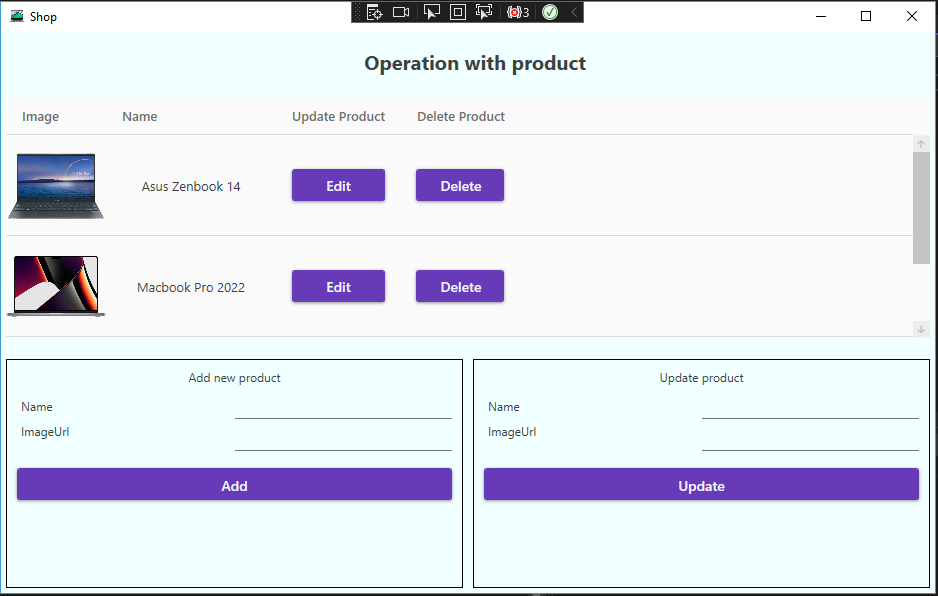 Shop
3
Operation with product
Image Name Update Product Delete Product
Asus Zenbook 14 Edit Delete
Macbook Pro 2022 Edit Delete
Add new product
Name
ImageUrl
Add
Update product
Name
ImageUrl
Update